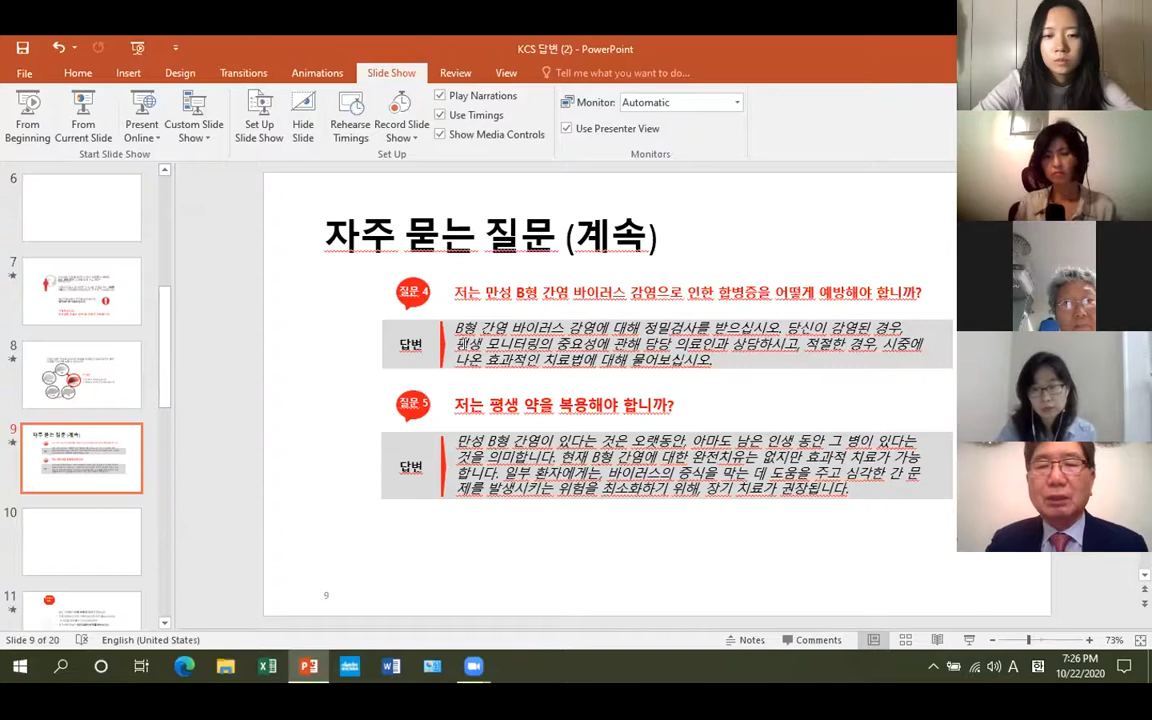 KCS 답변 (2) - PowerPoint
File Home Insert Design Transitions Animations Slide Show Review View Tell me what you want to do...
From Beginning
From Current Slide
Present Online
Custom Slide Show
Set Up Slide Show
Hide Slide
Rehearse Timings
Record Slide Show
Play Narrations
Use Timings
Show Media Controls
Monitor: Automatic
Use Presenter View
Start Slide Show Set Up Monitors
6
7
8
9
자주 묻는 질문 (계속)
10
11
자주 묻는 질문 (계속)
질문 4
저는 만성 B형 간염 바이러스 감염으로 인한 합병증을 어떻게 예방해야 합니까?
답변
B형 간염 바이러스 감염에 대해 정밀검사를 받으십시오. 당신이 감염된 경우,
평생 모니터링의 중요성에 관해 담당 의료인과 상담하시고, 적절한 경우, 시중에
나온 효과적인 치료법에 대해 물어보십시오.
질문 5
저는 평생 약을 복용해야 합니까?
답변
만성 B형 간염이 있다는 것은 오랫동안, 아마도 남은 인생 동안 그 병이 있다는
것을 의미합니다. 현재 B형 간염에 대한 완전치유는 없지만 효과적 치료가 가능
합니다. 일부 환자에게는, 바이러스의 증식을 막는 데 도움을 주고 심각한 간 문
제를 발생시키는 위험을 최소화하기 위해, 장기 치료가 권장됩니다.
9
Slide 9 of 20 English (United States) Notes Comments 73%
A 한 7:26 PM
10/22/2020